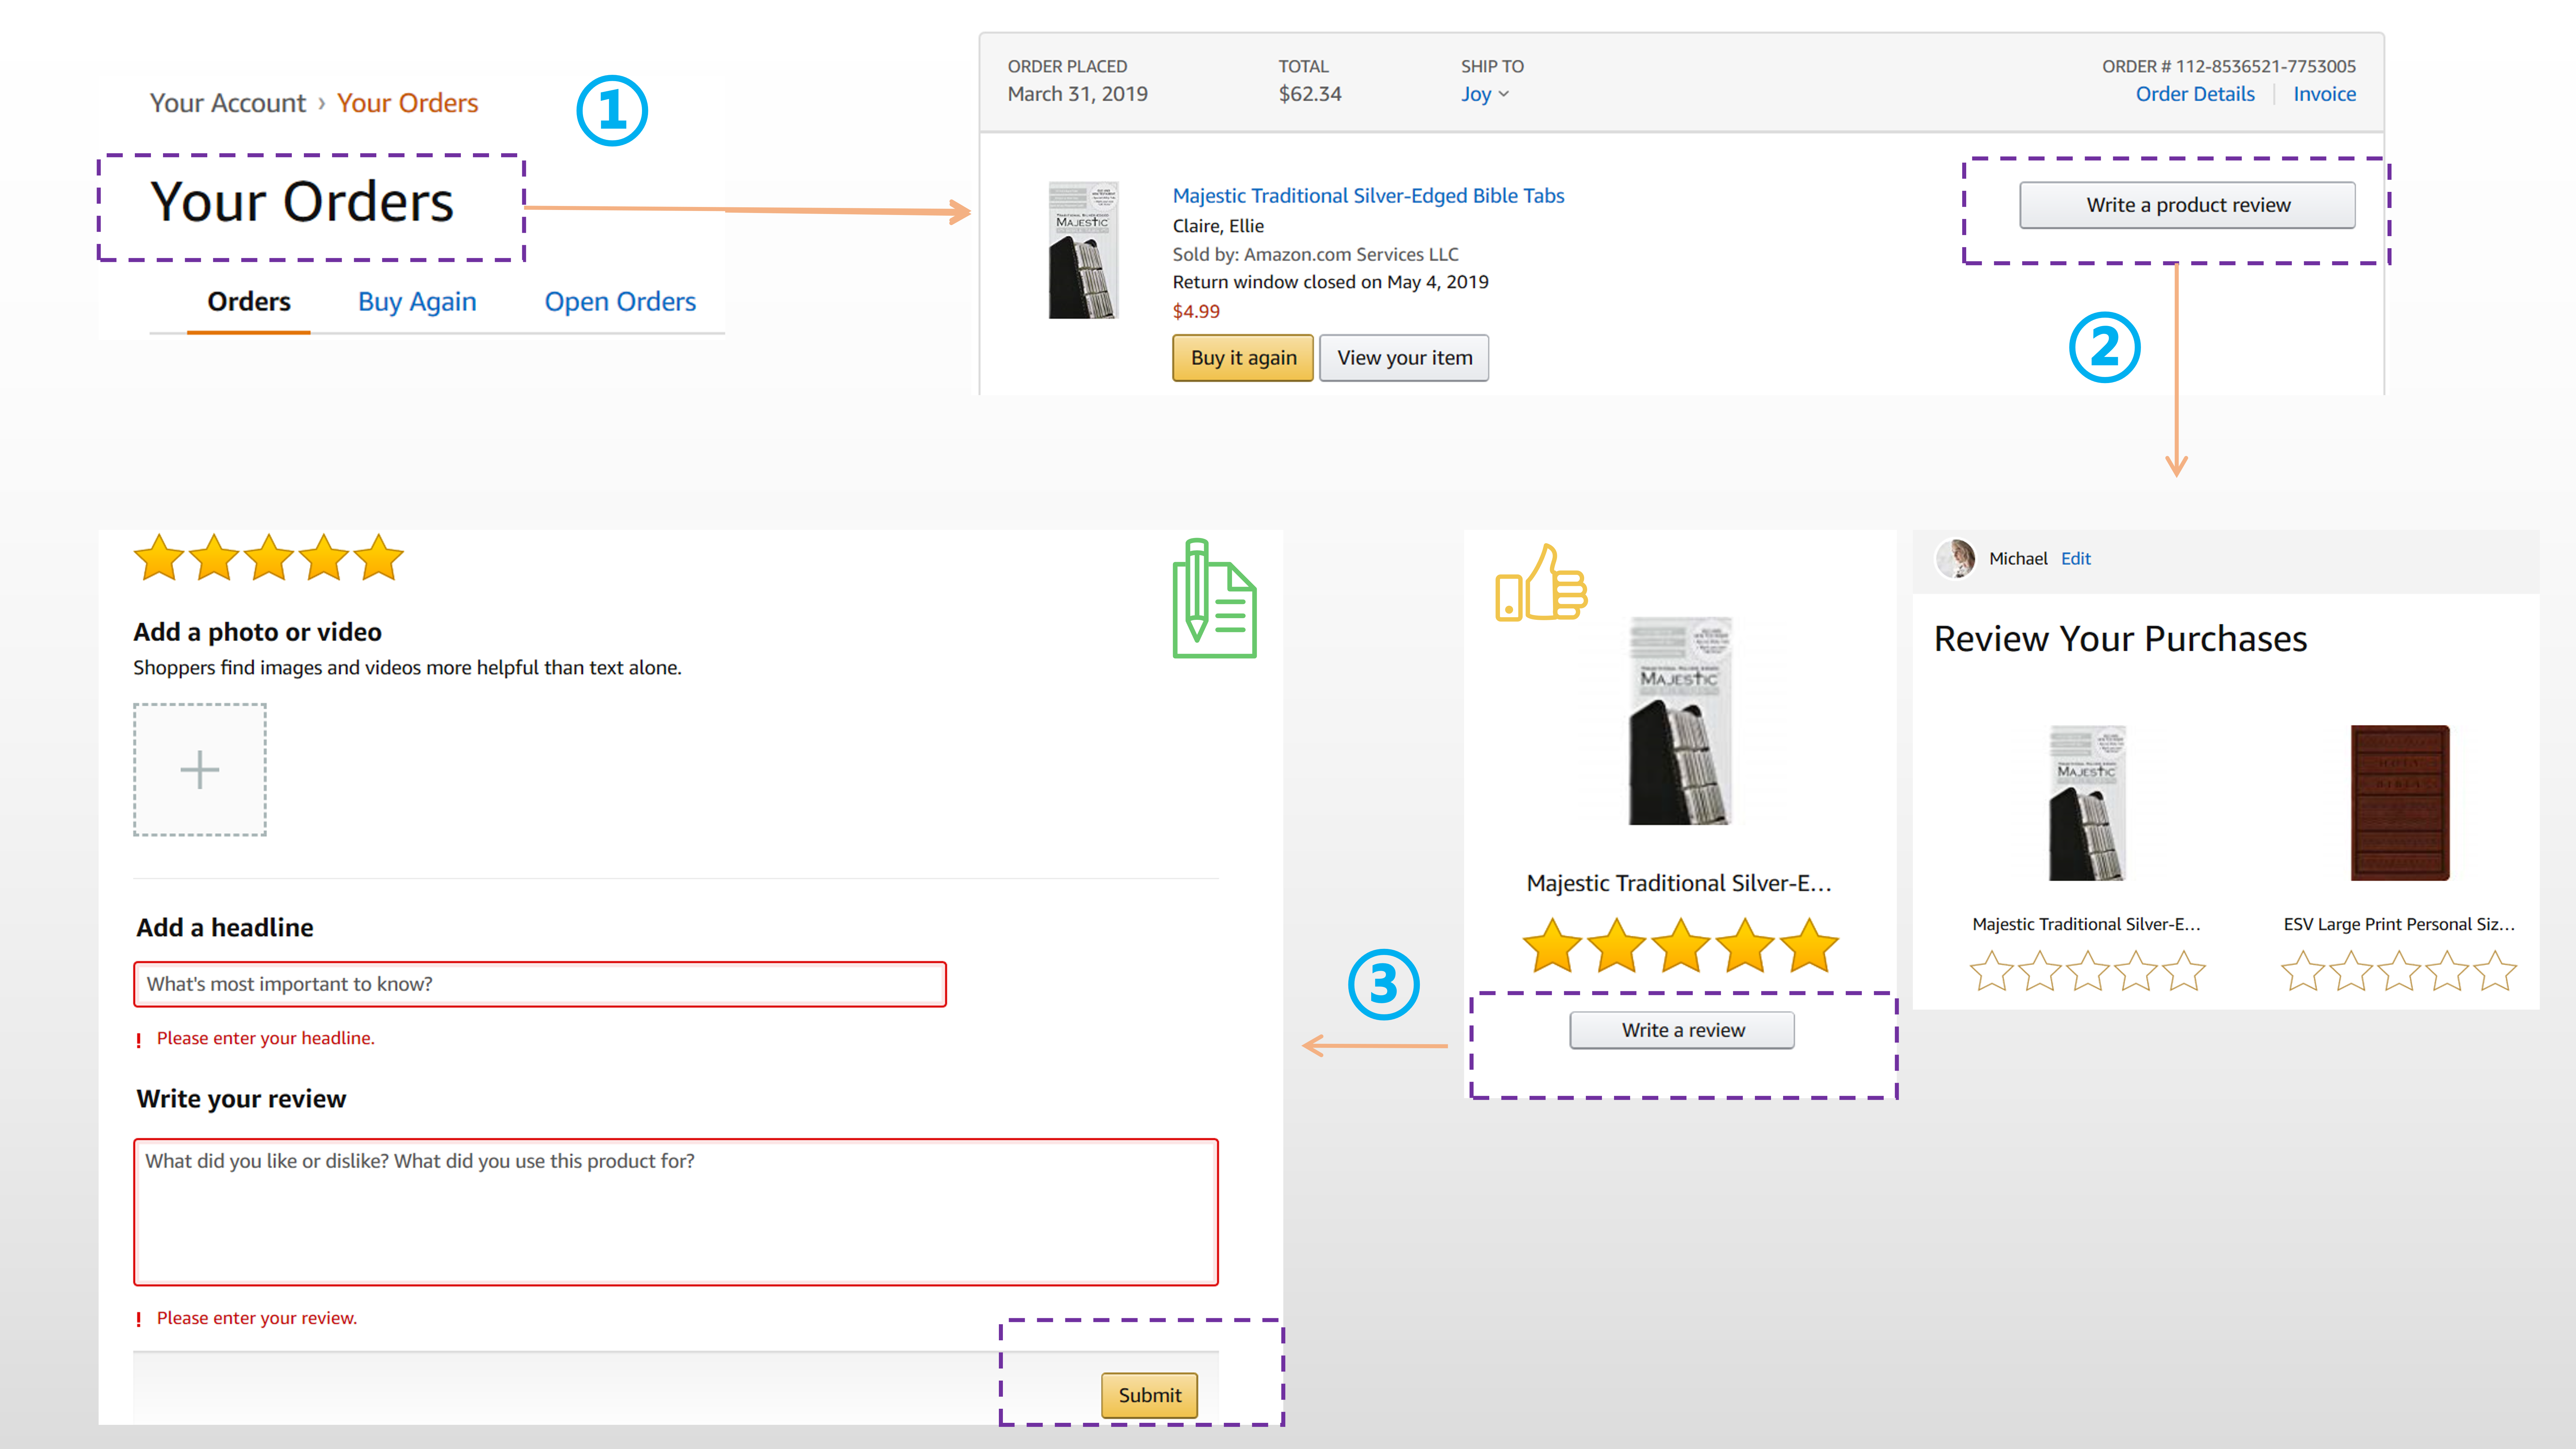 Your Account › Your Orders
①
Your Orders
Orders Buy Again Open Orders
ORDER PLACED TOTAL SHIP TO ORDER # 112-8536521-7753005
March 31, 2019 $62.34 Joy Order Details Invoice
MAJESTIC
Majestic Traditional Silver-Edged Bible Tabs
Claire, Ellie
Sold by: Amazon.com Services LLC
Return window closed on May 4, 2019
$4.99
Buy it again View your item
Write a product review
②
Michael Edit
Review Your Purchases
MAJESTIC
Majestic Traditional Silver-E...
ESV Large Print Personal Siz...
MAJESTIC
Majestic Traditional Silver-E...
Write a review
③
Add a photo or video
Shoppers find images and videos more helpful than text alone.
Add a headline
What's most important to know?
! Please enter your headline.
Write your review
What did you like or dislike? What did you use this product for?
! Please enter your review.
Submit